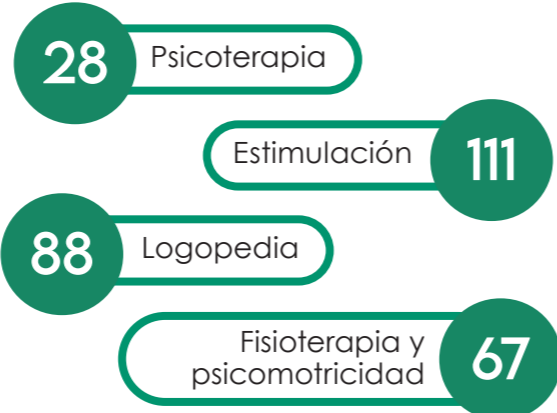 28 Psicoterapia
Estimulación 111
88 Logopedia
Fisioterapia y
psicomotricidad 67